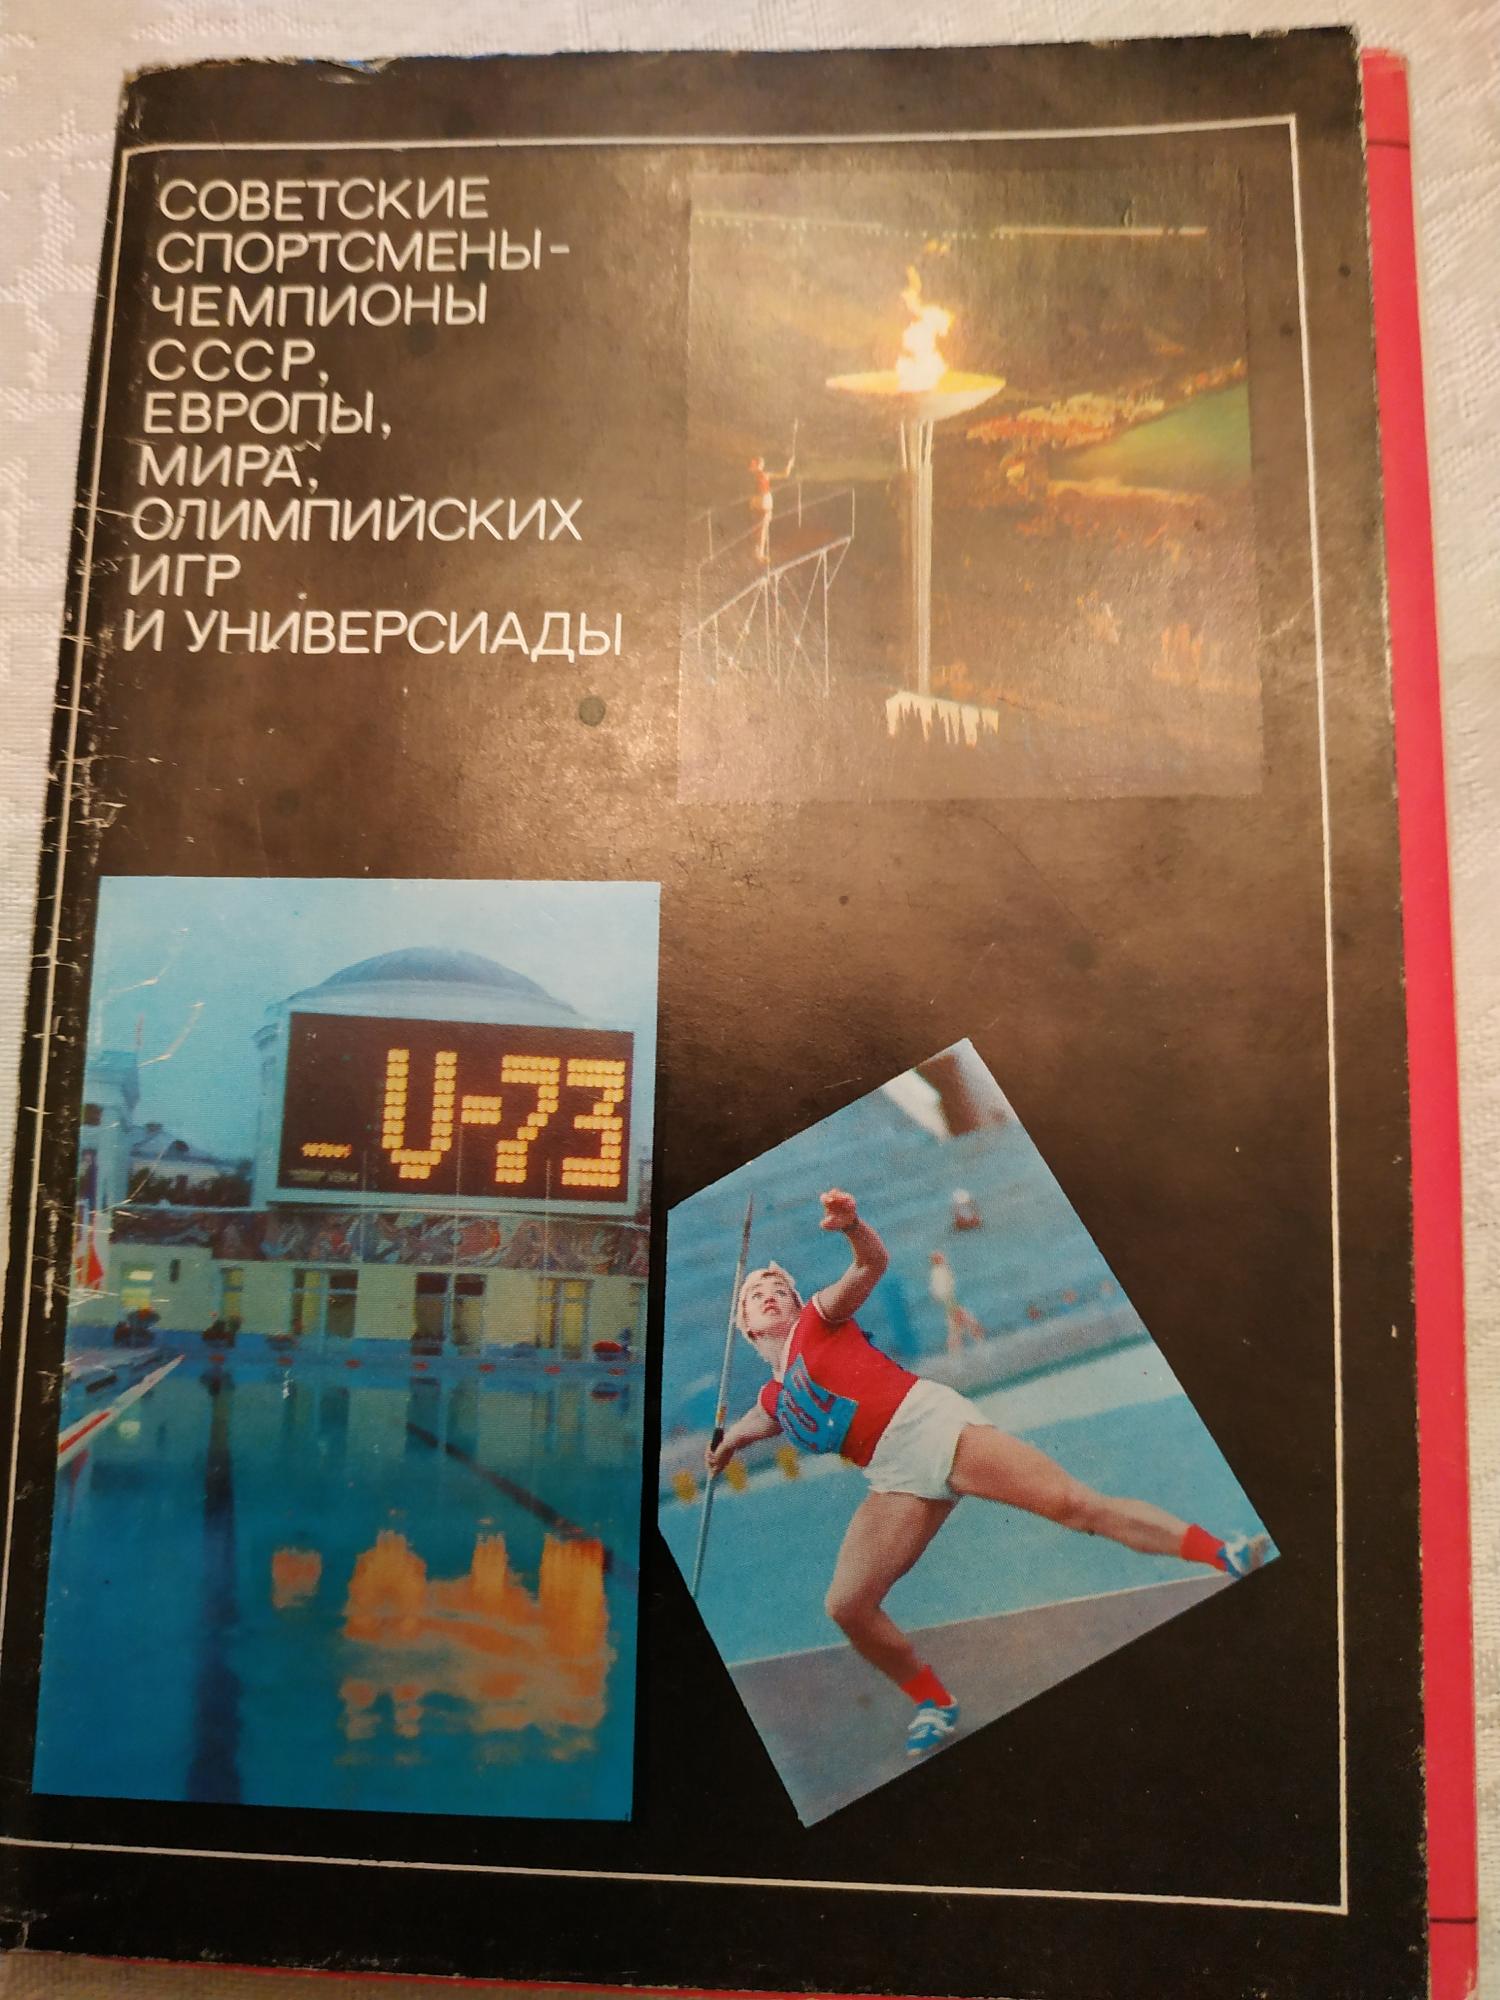 СОВЕТСКИЕ
СПОРТСМЕНЫ-
ЧЕМПИОНЫ
СССР,
ЕВРОПЫ,
МИРА,
ОЛИМПИЙСКИХ
ИГР
И УНИВЕРСИАДЫ
U-73